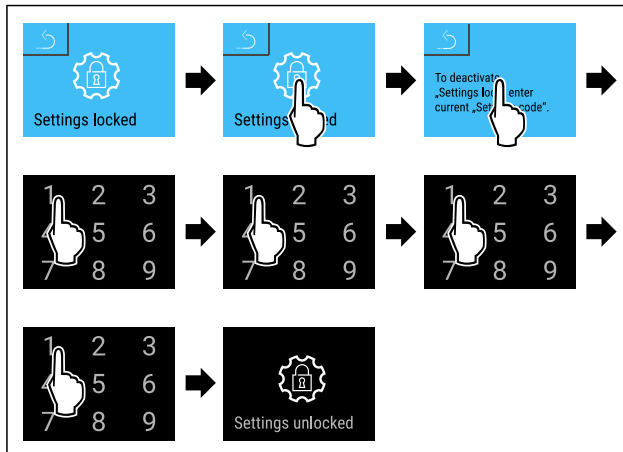 Settings locked
Settings
To deactivate
„Settings enter
current code".
1 2 3
5 6
7 8 9
1 2 3
5 6
7 8 9
1 2 3
5 6
7 8 9
1 2 3
5 6
7 8 9
Settings unlocked